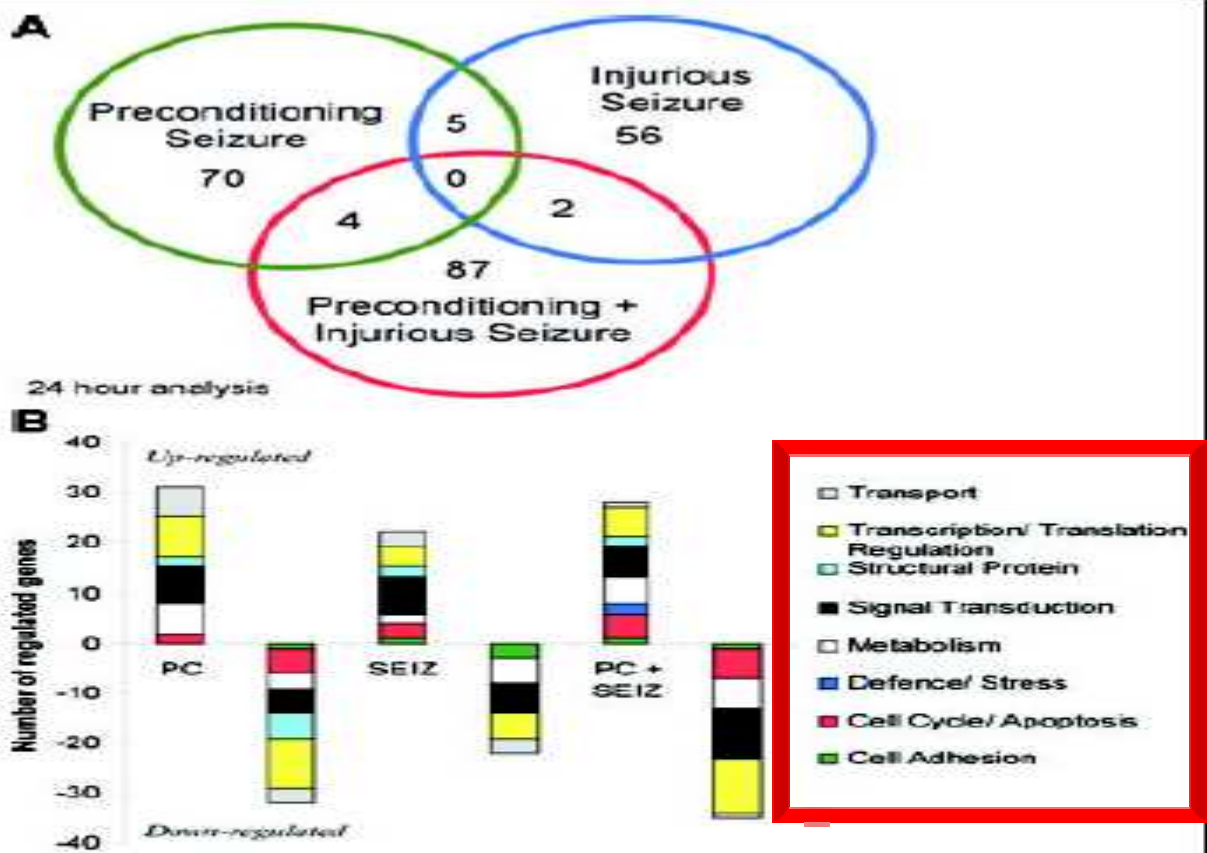 A
Preconditioning
Seizure
70
5
Injurious
Seizure
56
0
4
2
87
Preconditioning +
Injurious Seizure
24 hour analysis
B
Number of regulated genes
40
30
20
10
0
-10
-20
-30
-40
Up-regulated
PC
SEIZ
PC +
SEIZ
Down-regulated
Transport
Transcription/ Translation
Regulation
Structural Protein
Signal Transduction
Metabolism
Defence/ Stress
Cell Cycle/ Apoptosis
Cell Adhesion